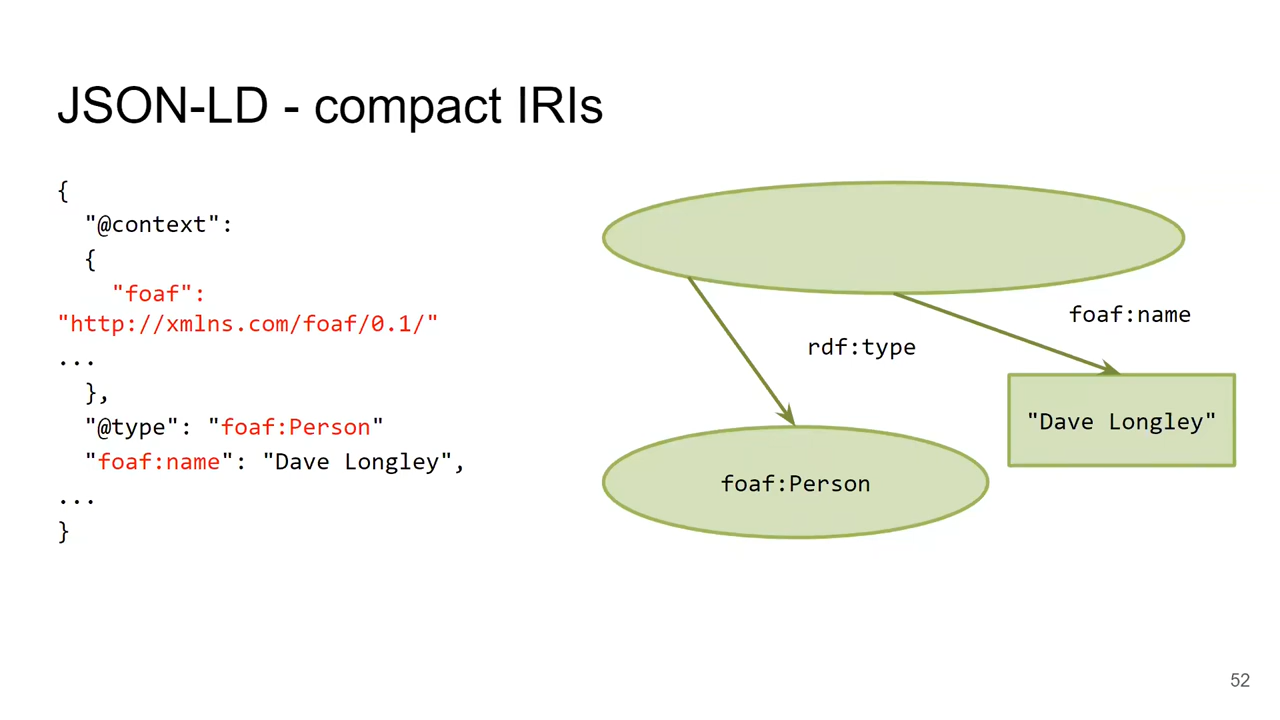 JSON-LD - compact IRIs
{
"@context":
{
"foaf":
"http://xmlns.com/foaf/0.1/"
...
},
"@type": "foaf:Person"
"foaf:name": "Dave Longley",
...
}
foaf:name
rdf:type
"Dave Longley"
foaf:Person
52